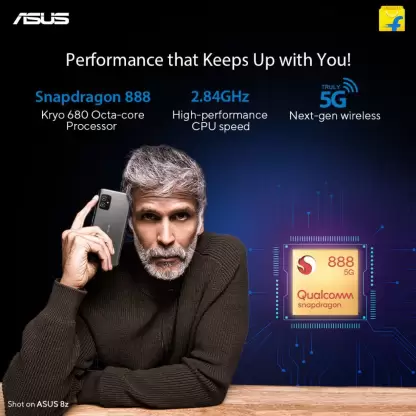 ASUS
f
Performance that Keeps Up with You!
Snapdragon 888
Kryo 680 Octa-core
Processor
2.84GHz
High-performance
CPU speed
TRULY
5G
Next-gen wireless
888
5G
Qualcomm
snapdragon
Shot on ASUS 8z